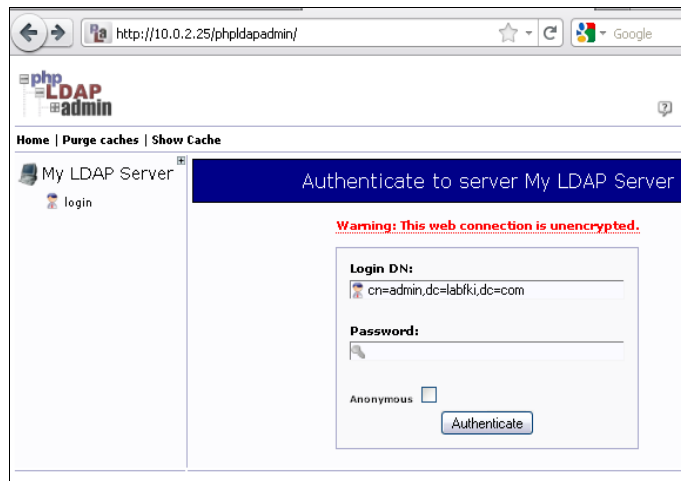 http://10.0.2.25/phpldapadmin/
Google
php
LDAP
admin
Home | Purge caches | Show Cache
My LDAP Server
login
Authenticate to server My LDAP Server
Warning: This web connection is unencrypted.
Login DN:
cn=admin,dc=labfki,dc=com
Password:
Anonymous
Authenticate